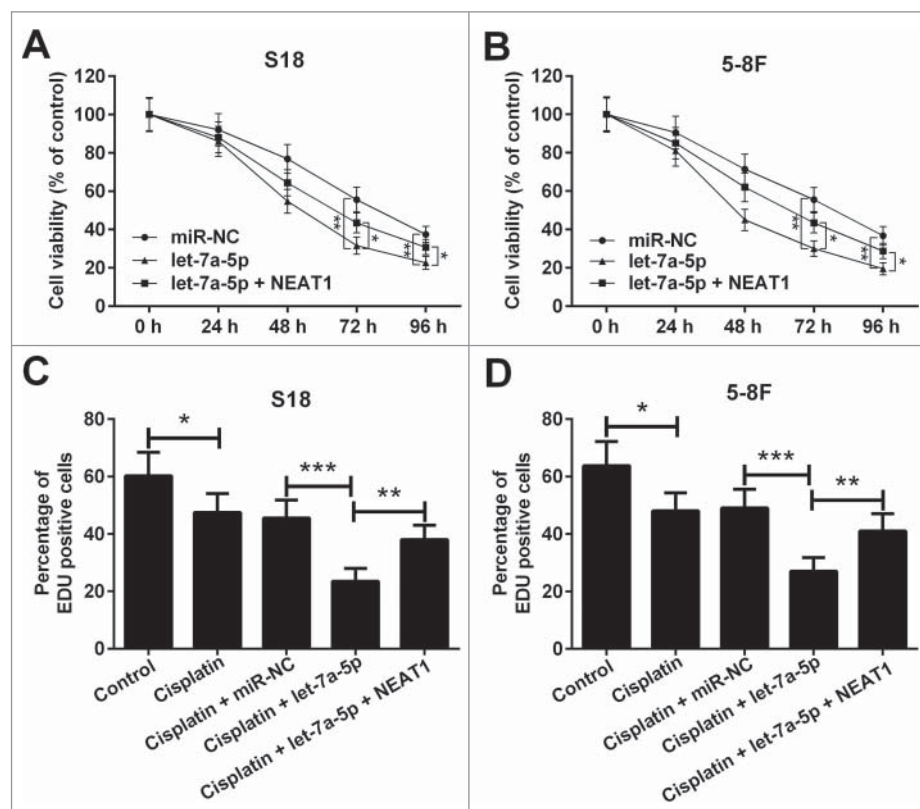 A
S18
Cell viability (% of control)
120
100
80
60
40
20
0
miR-NC
let-7a-5p
let-7a-5p + NEAT1
**
*
**
*
0 h 24 h 48 h 72 h 96 h
B
5-8F
Cell viability (% of control)
120
100
80
60
40
20
0
miR-NC
let-7a-5p
let-7a-5p + NEAT1
**
*
**
*
0 h 24 h 48 h 72 h 96 h
C
S18
Percentage of
EDU positive cells
80
60
40
20
0
*
***
**
Control
Cisplatin
Cisplatin + miR-NC
Cisplatin + let-7a-5p
Cisplatin + let-7a-5p + NEAT1
D
5-8F
Percentage of
EDU positive cells
80
60
40
20
0
*
***
**
Control
Cisplatin
Cisplatin + miR-NC
Cisplatin + let-7a-5p
Cisplatin + let-7a-5p + NEAT1